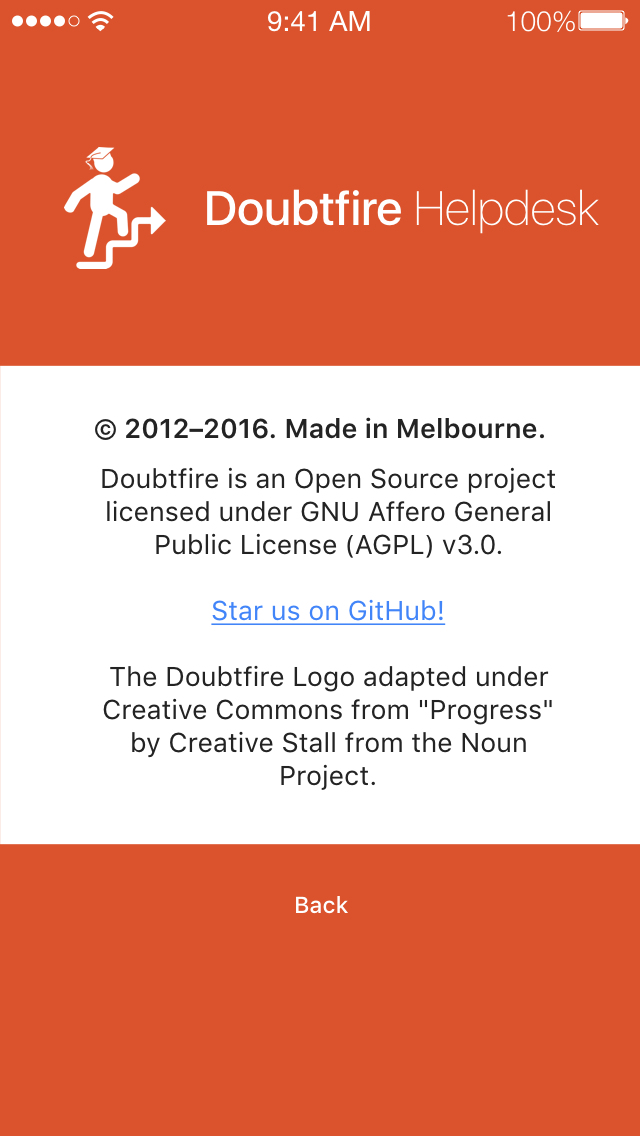 9:41 AM 100%
Doubtfire Helpdesk
© 2012–2016. Made in Melbourne.
Doubtfire is an Open Source project
licensed under GNU Affero General
Public License (AGPL) v3.0.
Star us on GitHub!
The Doubtfire Logo adapted under
Creative Commons from "Progress"
by Creative Stall from the Noun
Project.
Back